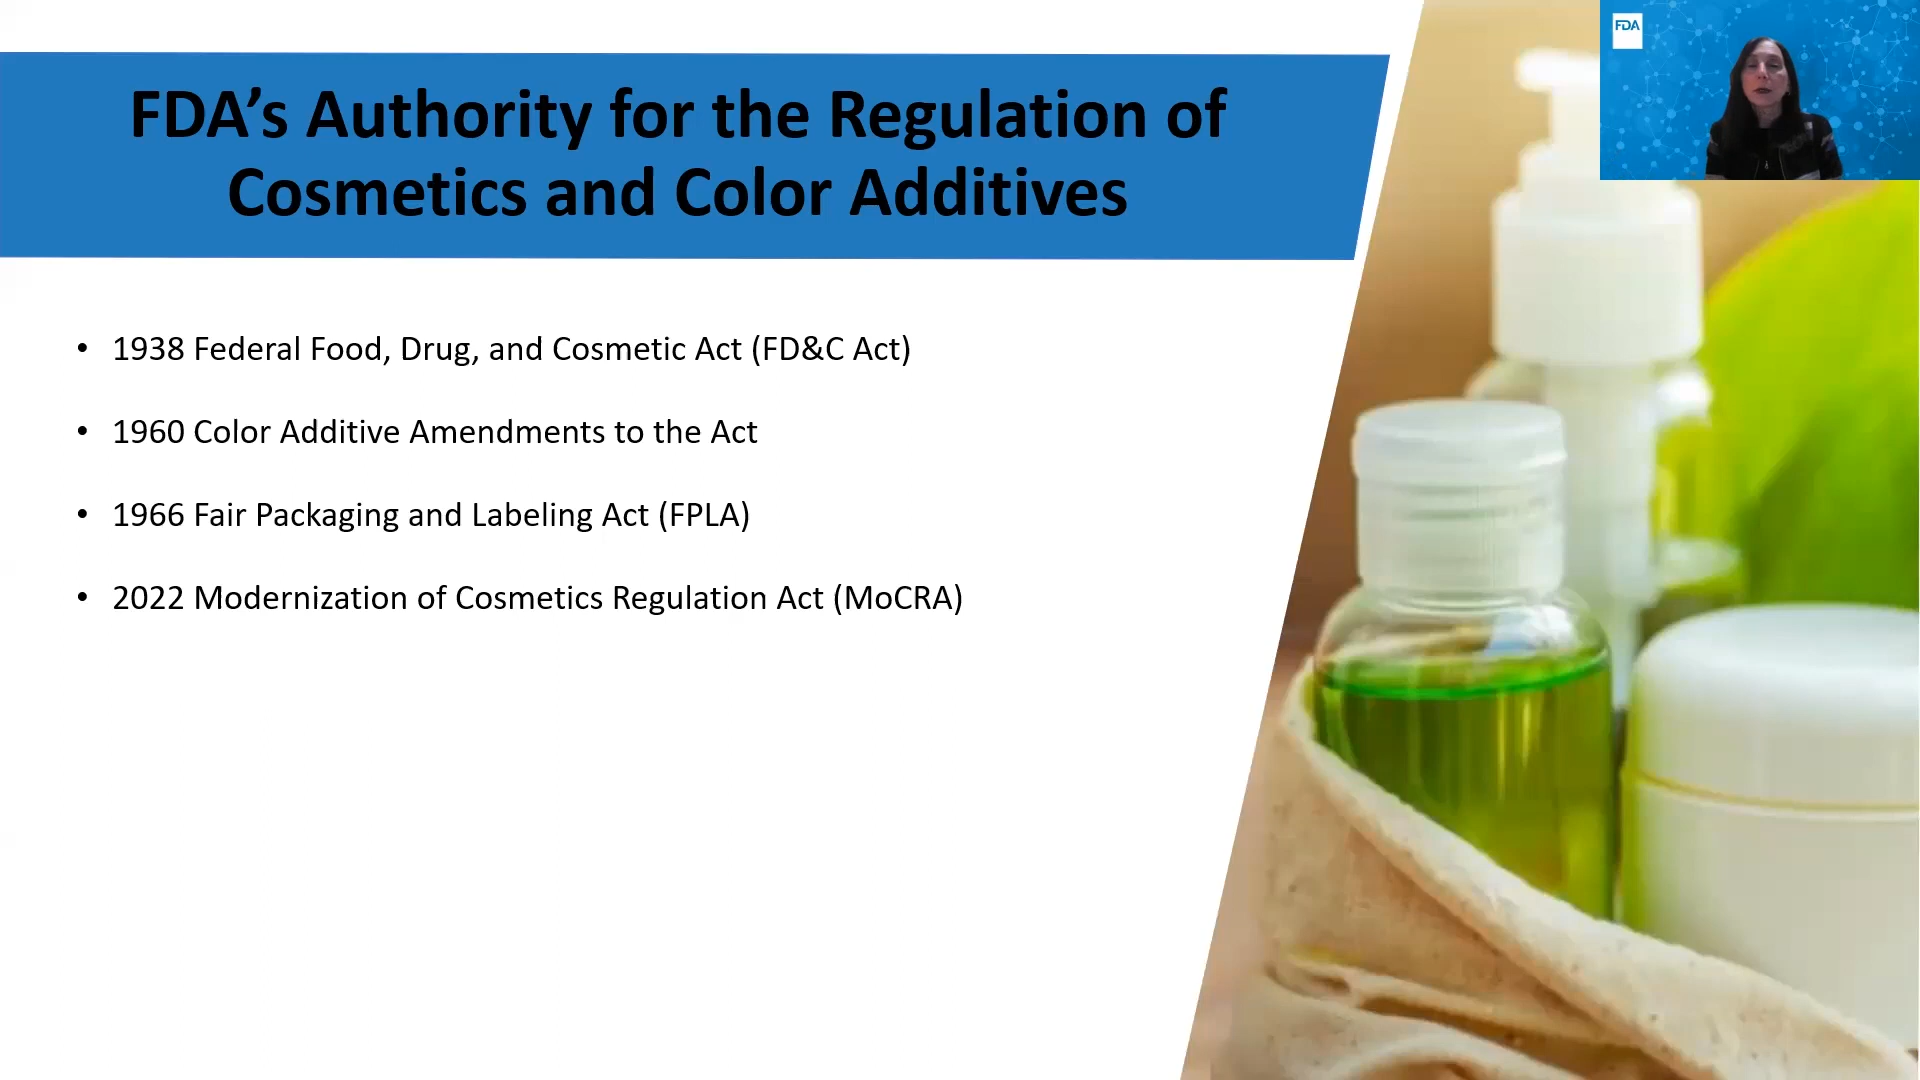 FDA
FDA’s Authority for the Regulation of
Cosmetics and Color Additives
• 1938 Federal Food, Drug, and Cosmetic Act (FD&C Act)
• 1960 Color Additive Amendments to the Act
• 1966 Fair Packaging and Labeling Act (FPLA)
• 2022 Modernization of Cosmetics Regulation Act (MoCRA)